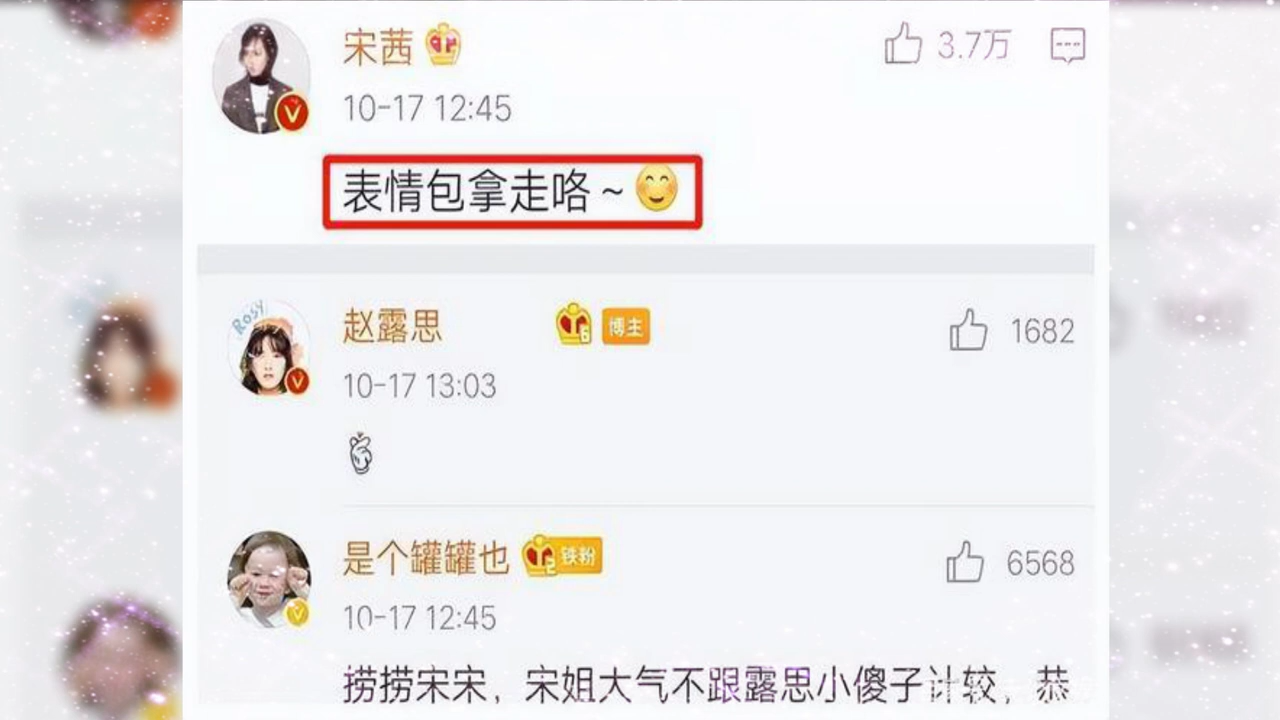 宋茜
3.7万
10-17 12:45
表情包拿走咯~
Rosy
赵露思
博主
1682
10-17 13:03
是个罐罐也
铁粉
6568
10-17 12:45
捞捞宋宋，宋姐大气不跟露思小傻子计较，恭